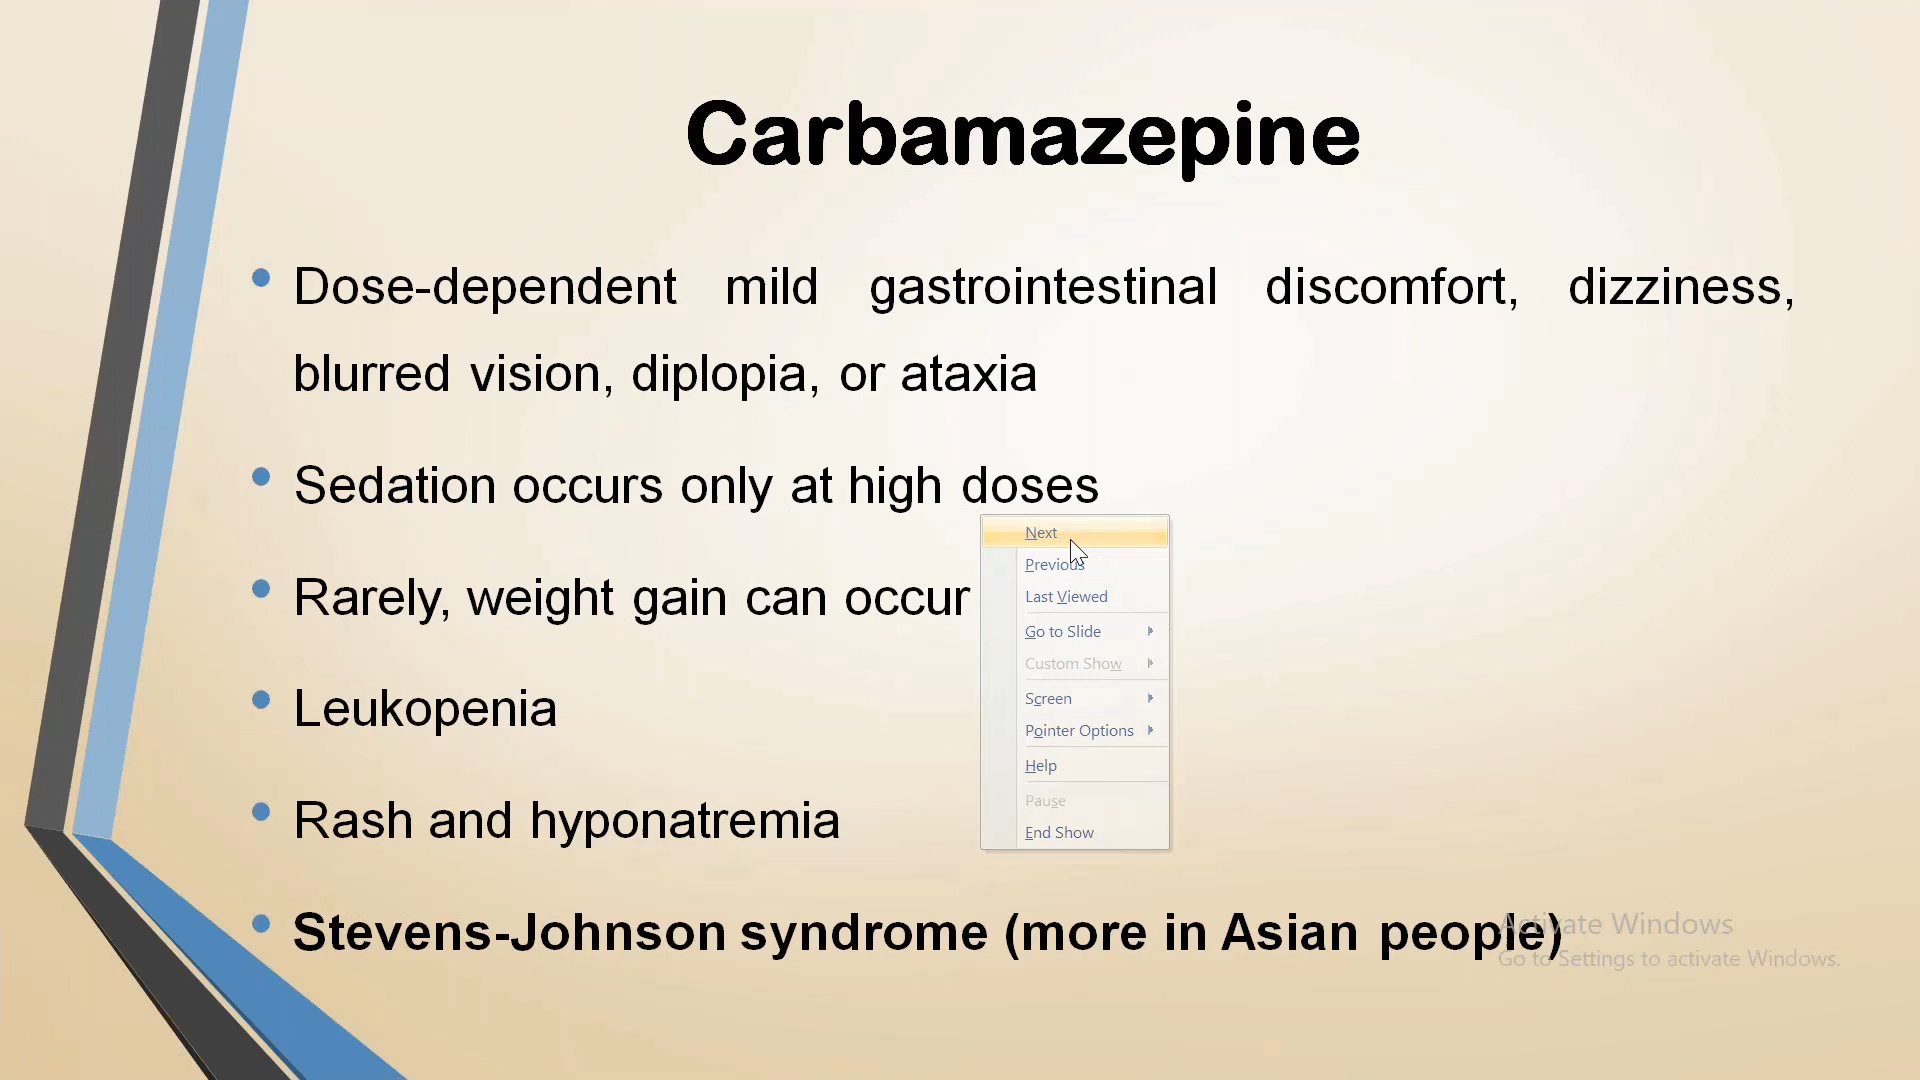 Carbamazepine
Dose-dependent mild gastrointestinal discomfort, dizziness,
blurred vision, diplopia, or ataxia
Sedation occurs only at high doses
Rarely, weight gain can occur
Leukopenia
Rash and hyponatremia
Stevens-Johnson syndrome (more in Asian people)
Next
Previous
Last Viewed
Go to Slide
Custom Show
Screen
Pointer Options
Help
Pause
End Show
Activate Windows
Go to Settings to activate Windows.